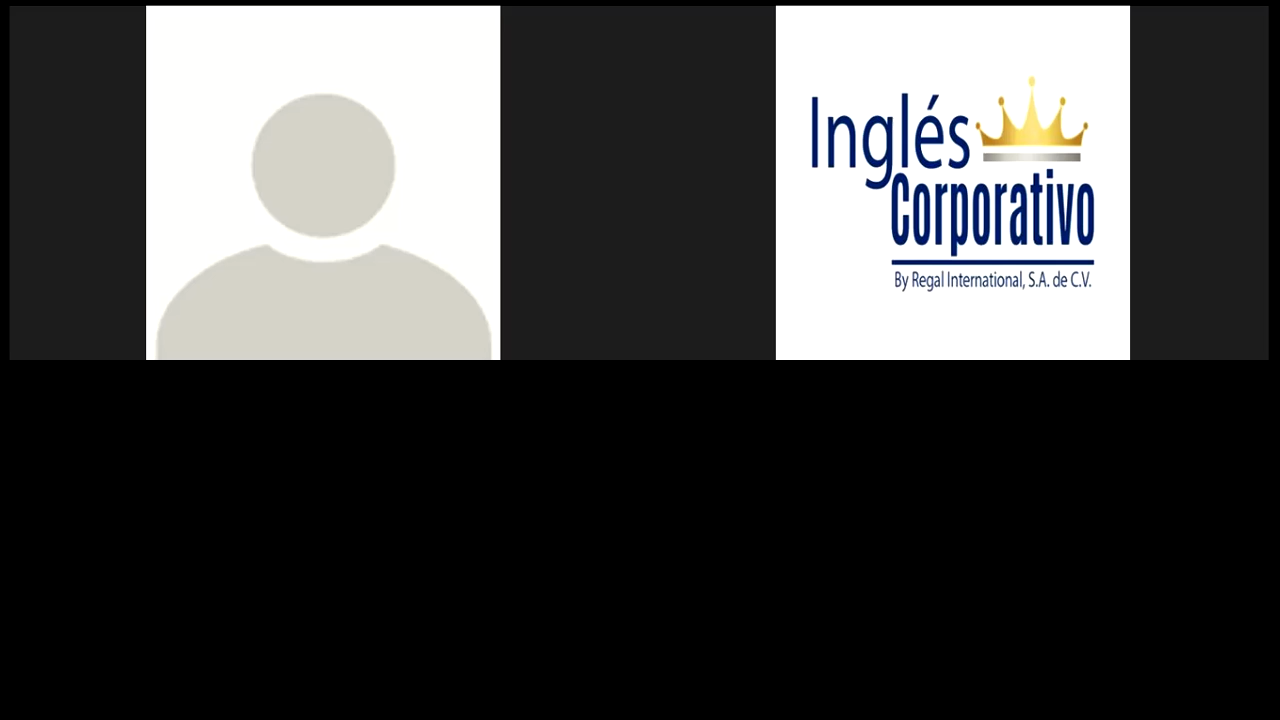 Inglés
Corporativo
By Regal International, S.A. de C.V.